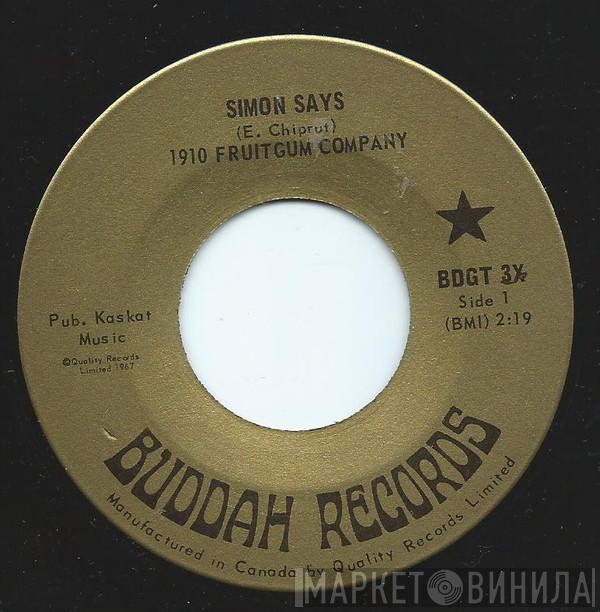 SIMON SAYS
(E. Chiprut)
1910 FRUITGUM COMPANY
BDGT 3X
Side 1
(BMI) 2:19
Pub. Kaskat
Music
©Quality Records
Limited 1967
BUDDAH RECORDS
Manufactured in Canada by Quality Records Limited
МАРКЕТ ВИНИЛА